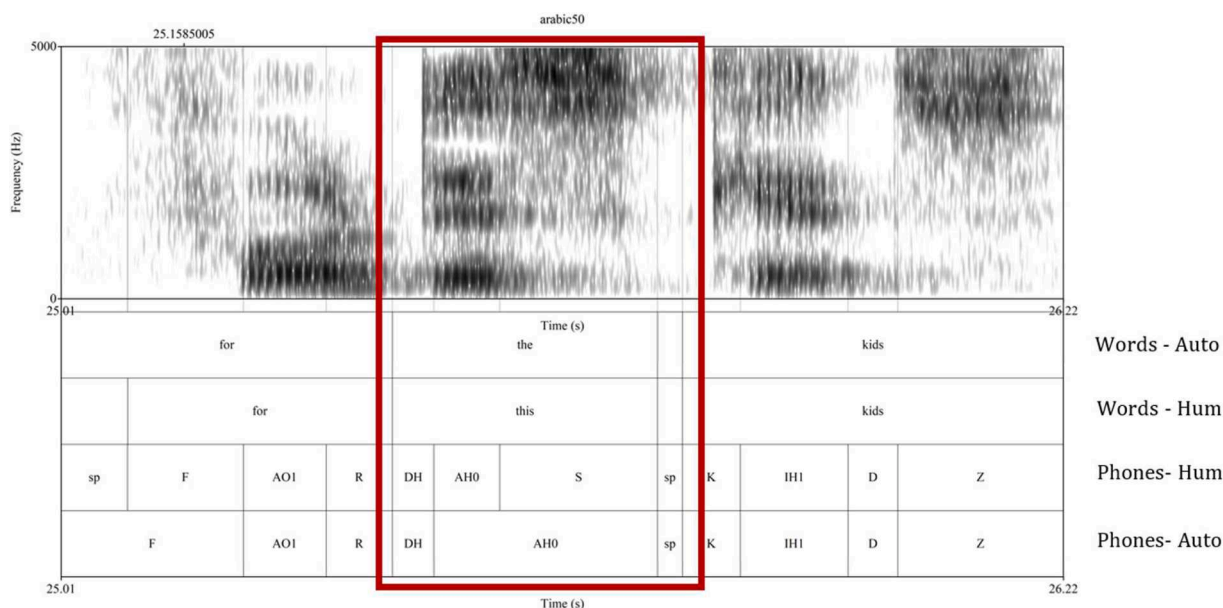 arabic50
25.1585005
5000
Frequency (Hz)
0
25.01 26.22
Time (s)
for the kids Words - Auto
for this kids Words - Hum
sp F AO1 R DH AH0 S sp K IH1 D Z Phones- Hum
F AO1 R DH AH0 sp K IH1 D Z Phones- Auto
25.01 26.22
Time (s)